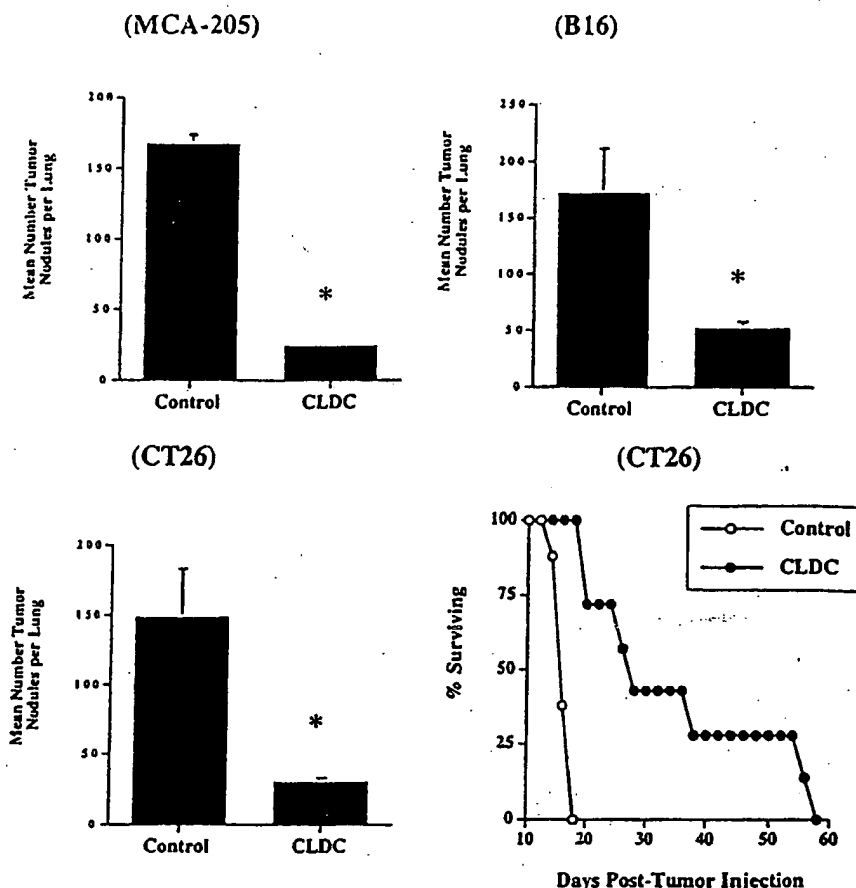 (MCA-205)
Mean Number Tumor
Nodules per Lung
200
150
100
50
0
*
Control CLDC
(B16)
Mean Number Tumor
Nodules per Lung
250
200
150
100
50
0
*
Control CLDC
(CT26)
Mean Number Tumor
Nodules per Lung
200
150
100
50
0
*
Control CLDC
(CT26)
Control
CLDC
% Surviving
100
75
50
25
0
10 20 30 40 50 60
Days Post-Tumor Injection